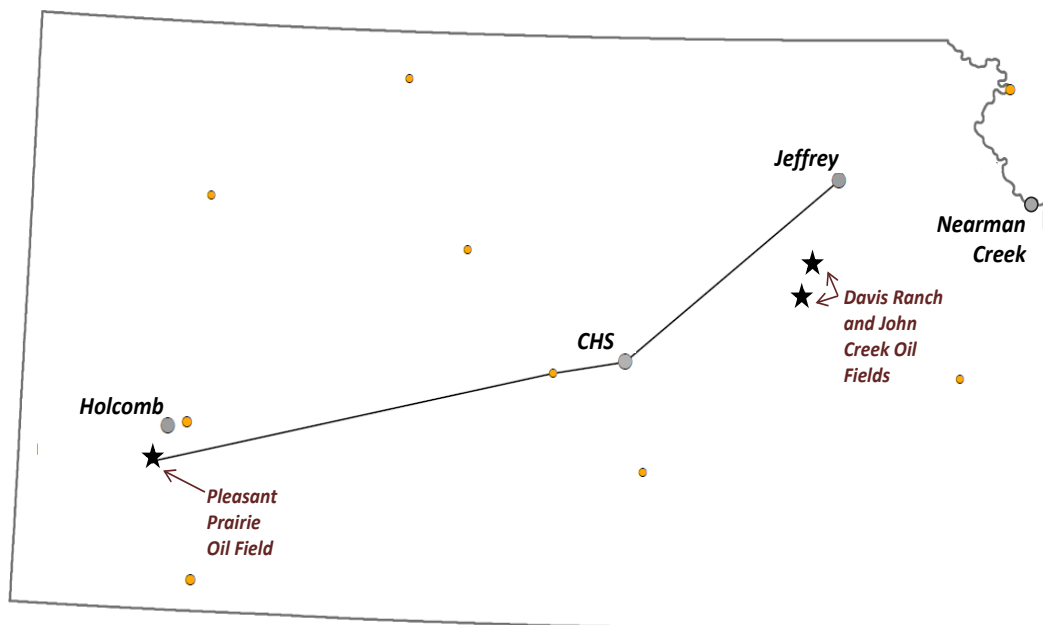 Jeffrey
Nearman
Creek
Davis Ranch
and John
Creek Oil
Fields
CHS
Holcomb
Pleasant
Prairie
Oil Field